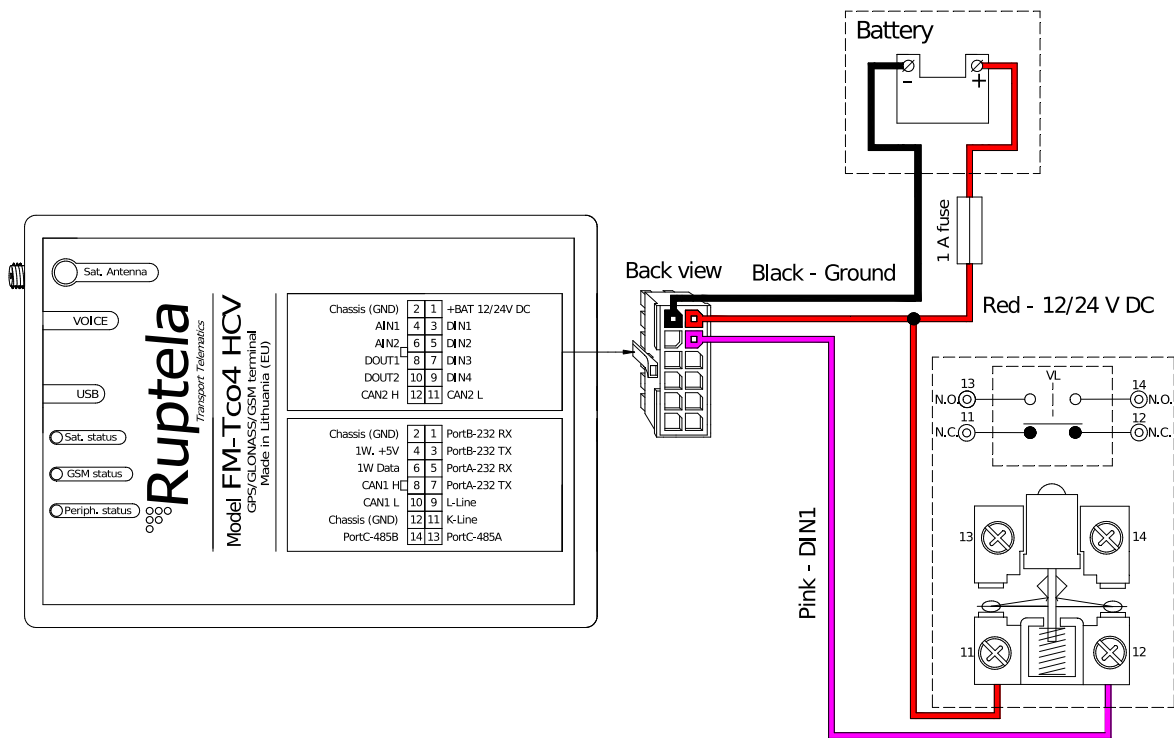 Battery
-
+
1 A fuse
Back view
Black - Ground
Red - 12/24 V DC
Pink - DIN1
Sat. Antenna
VOICE
USB
Sat. status
GSM status
Periph. status
Ruptela
Transport Telematics
Model FM-Tco4 HCV
GPS/GLONASS/GSM terminal
Made in Lithuania (EU)
Chassis (GND) 2 1 +BAT 12/24V DC
AIN1 4 3 DIN1
AIN2 6 5 DIN2
DOUT1 8 7 DIN3
DOUT2 10 9 DIN4
CAN2 H 12 11 CAN2 L
Chassis (GND) 2 1 PortB-232 RX
1W. +5V 4 3 PortB-232 TX
1W Data 6 5 PortA-232 RX
CAN1 H 8 7 PortA-232 TX
CAN1 L 10 9 L-Line
Chassis (GND) 12 11 K-Line
PortC-485B 14 13 PortC-485A
VL
13 14
N.O. N.O.
11 12
N.C. N.C.
13 14
11 12